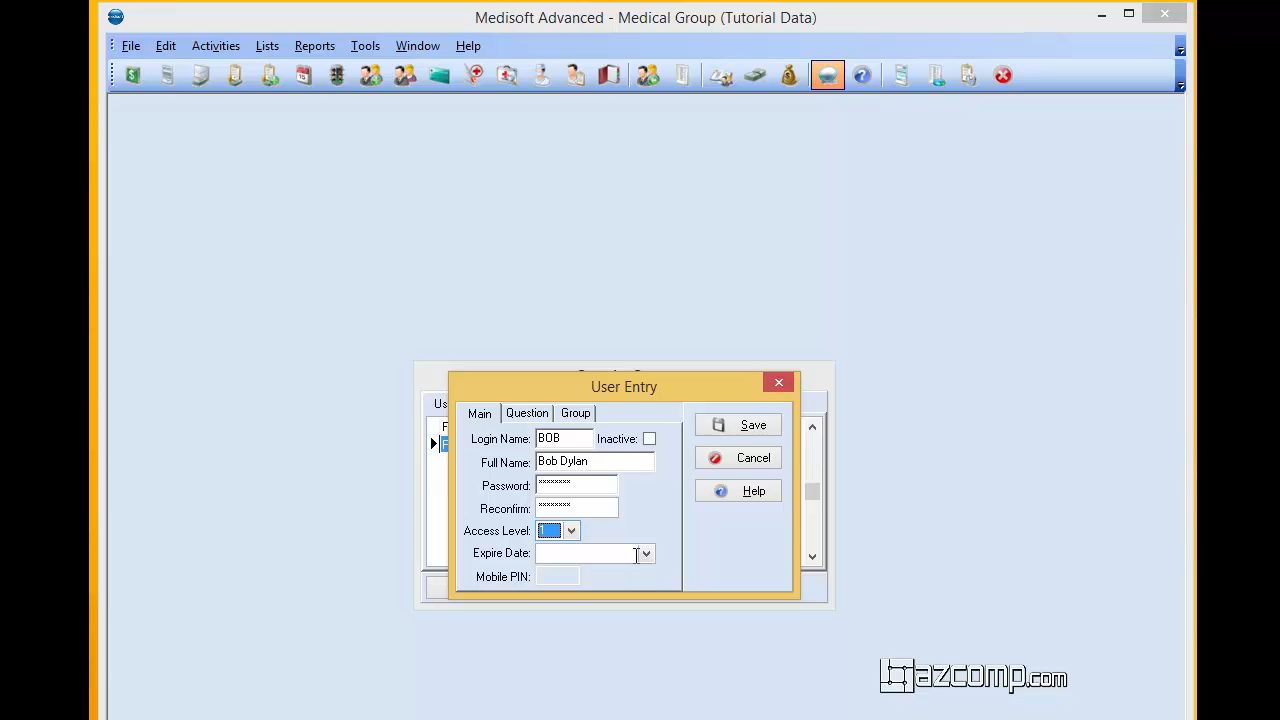 Medisoft Advanced - Medical Group (Tutorial Data)
File Edit Activities Lists Reports Tools Window Help
User Entry
Us
Main Question Group
Login Name: BOB Inactive:
Full Name: Bob Dylan
Password: ********
Reconfirm: ********
Access Level: 1
Expire Date:
Mobile PIN:
Save
Cancel
Help
azcomp.com